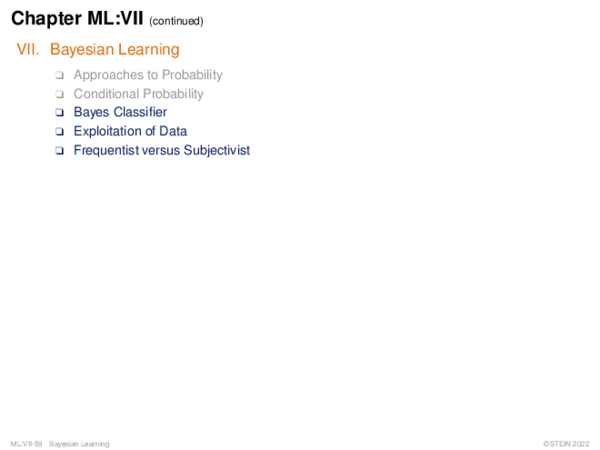 Chapter ML:VII (continued)
VII. Bayesian Learning
❑ Approaches to Probability
❑ Conditional Probability
❑ Bayes Classifier
❑ Exploitation of Data
❑ Frequentist versus Subjectivist
ML:VII-59 Bayesian Learning ©STEIN 2022